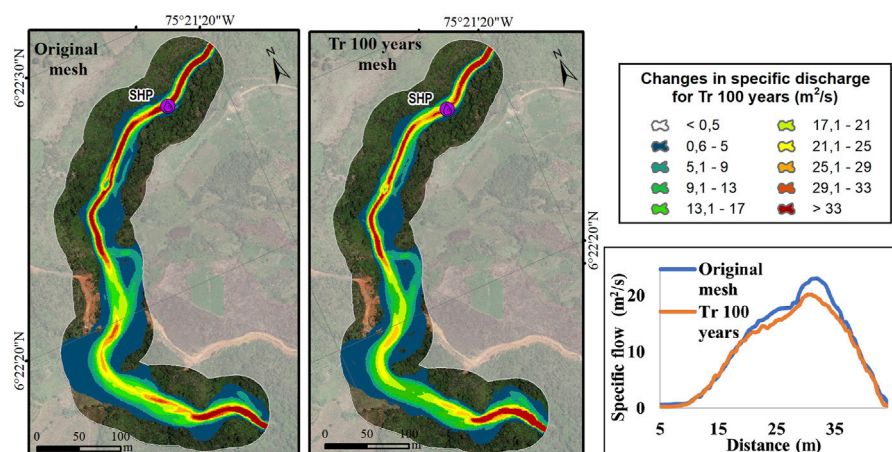 75°21'20"W
75°21'20"W
Original
mesh
Tr 100 years
mesh
N
N
6°22'30"N
SHP
SHP
6°22'20"N
6°22'20"N
0 50 100
m
0 50 100
m
Changes in specific discharge
for Tr 100 years (m²/s)
< 0,5
0,6 - 5
5,1 - 9
9,1 - 13
13,1 - 17
17,1 - 21
21,1 - 25
25,1 - 29
29,1 - 33
> 33
Specific flow (m²/s)
20
10
0
Original
mesh
Tr 100
years
5 15 25 35
Distance (m)